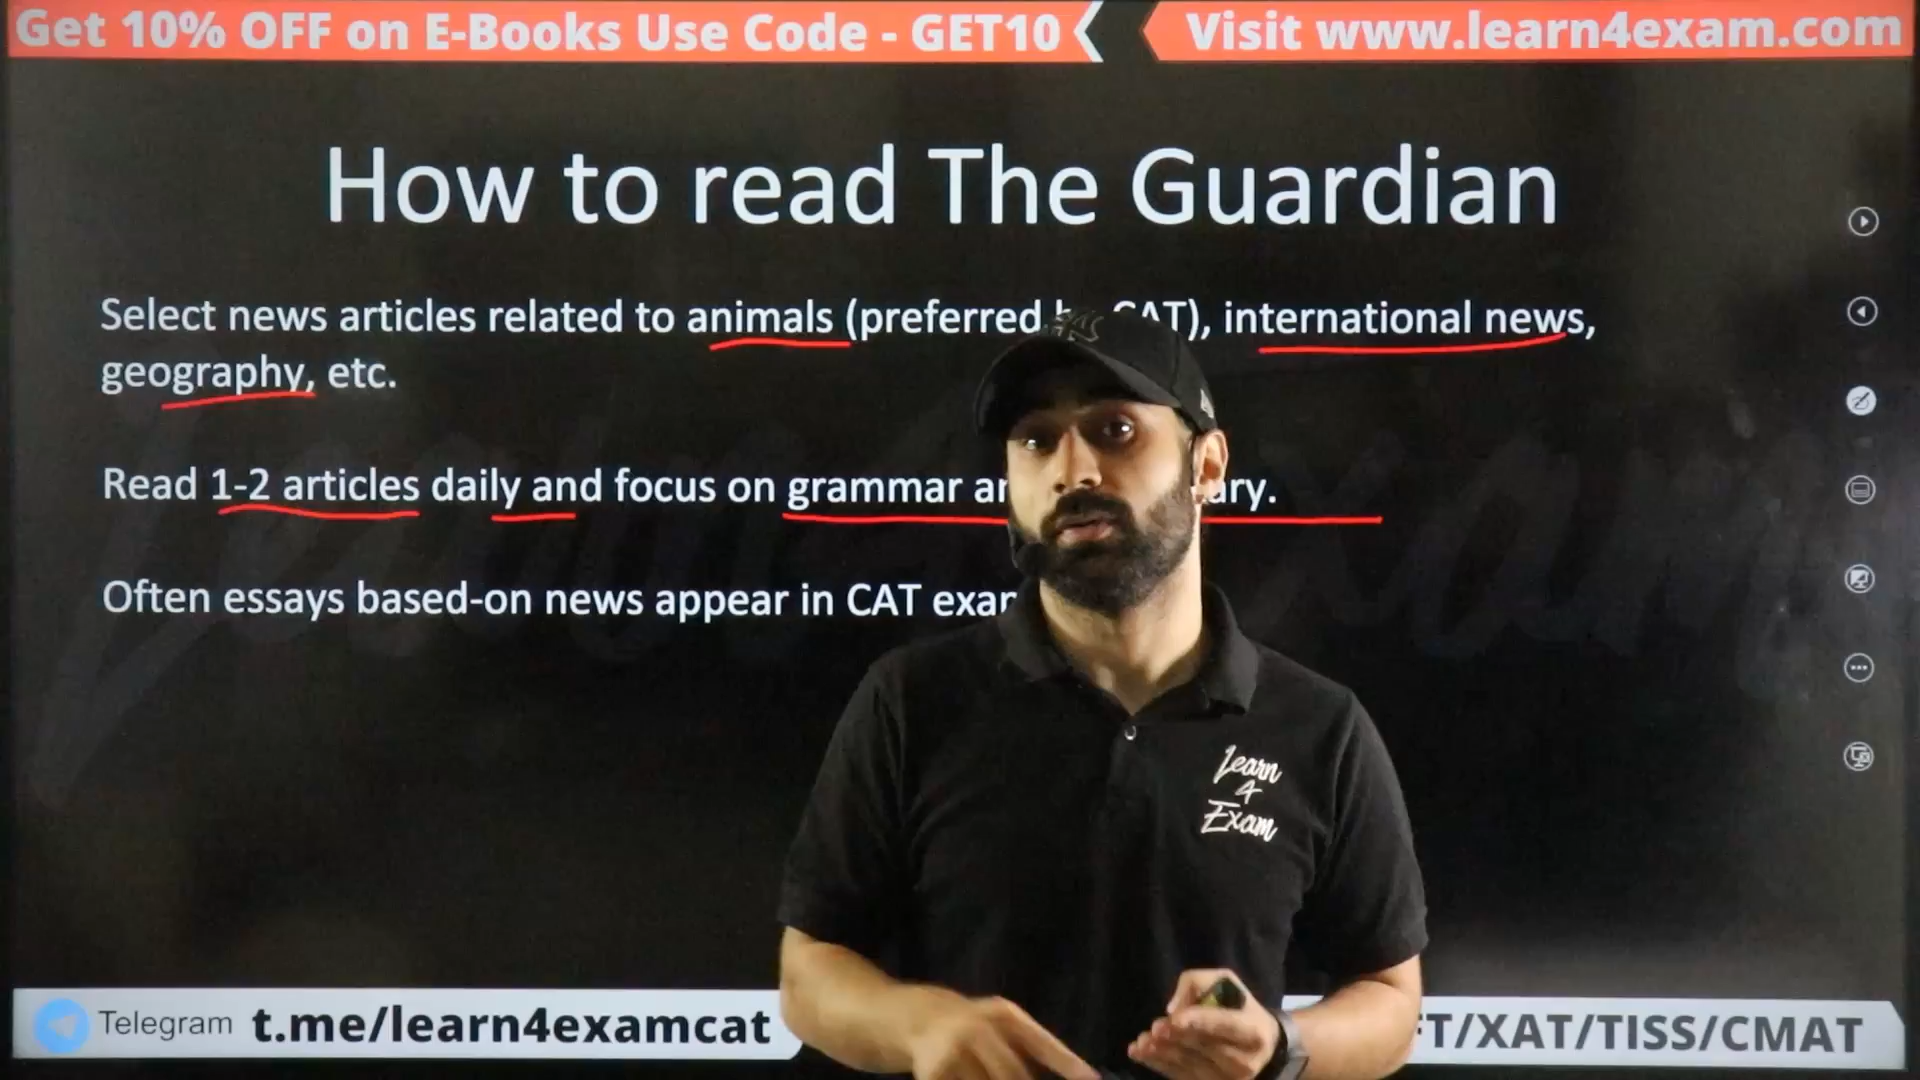 Get 10% OFF on E-Books Use Code - GET10
Visit www.learn4exam.com
How to read The Guardian
Select news articles related to animals (preferred CAT), international news,
geography, etc.
Read 1-2 articles daily and focus on grammar
Often essays based-on news appear in CAT
Learn
4
Exam
Telegram t.me/learn4examcat
/XAT/TISS/CMAT